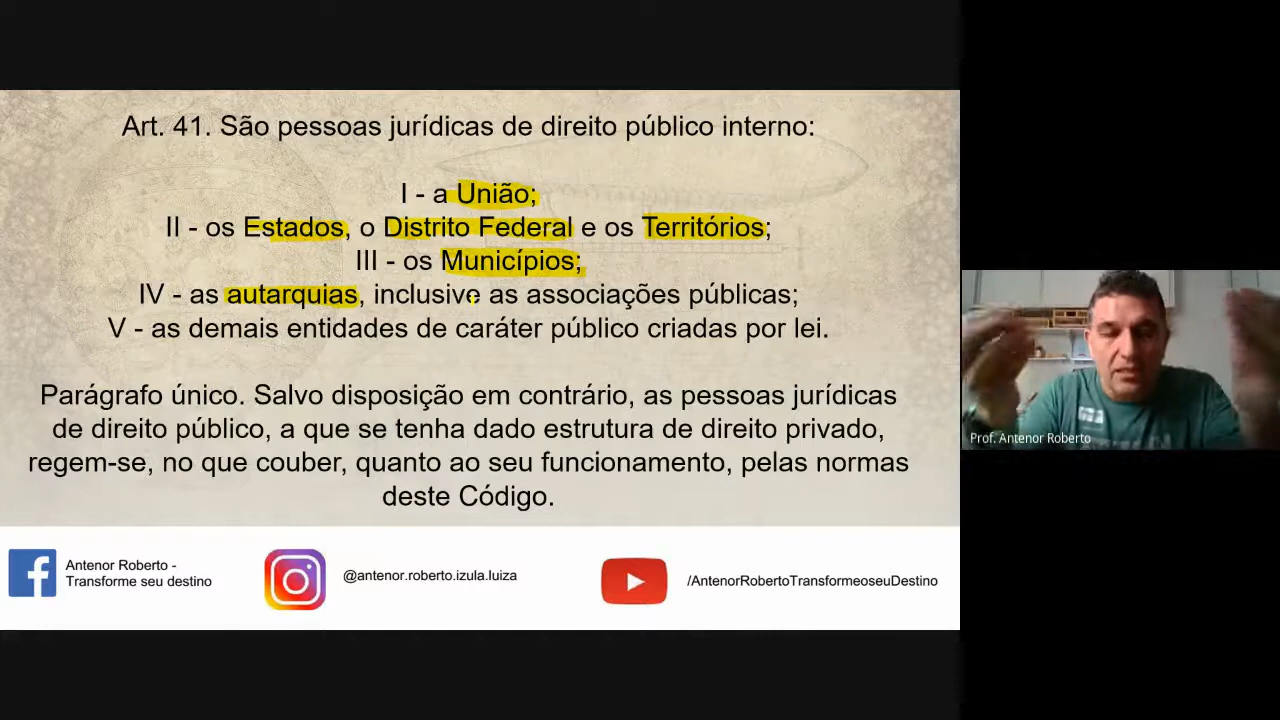 Art. 41. São pessoas jurídicas de direito público interno:
I - a União;
II - os Estados, o Distrito Federal e os Territórios;
III - os Municípios;
IV - as autarquias, inclusive as associações públicas;
V - as demais entidades de caráter público criadas por lei.
Parágrafo único. Salvo disposição em contrário, as pessoas jurídicas
de direito público, a que se tenha dado estrutura de direito privado,
regem-se, no que couber, quanto ao seu funcionamento, pelas normas
deste Código.
Antenor Roberto -
Transforme seu destino
@antenor.roberto.izula.luiza
/AntenorRobertoTransformeoseuDestino
Prof. Antenor Roberto